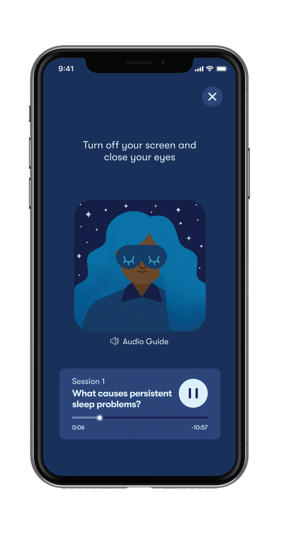 9:41
Turn off your screen and
close your eyes
Audio Guide
Session 1
What causes persistent
sleep problems?
0:06
-10:57